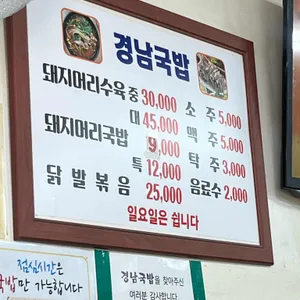 경남국밥
돼지머리수육 중 30,000 소주 5,000
대 45,000 맥주 5,000
돼지머리국밥 9,000 탁주 3,000
특 12,000 음료수 2,000
닭발볶음 25,000
일요일은 쉽니다
점심시간은
국밥만 가능합니다
경남국밥을 찾아주신
여러분 감사합니다